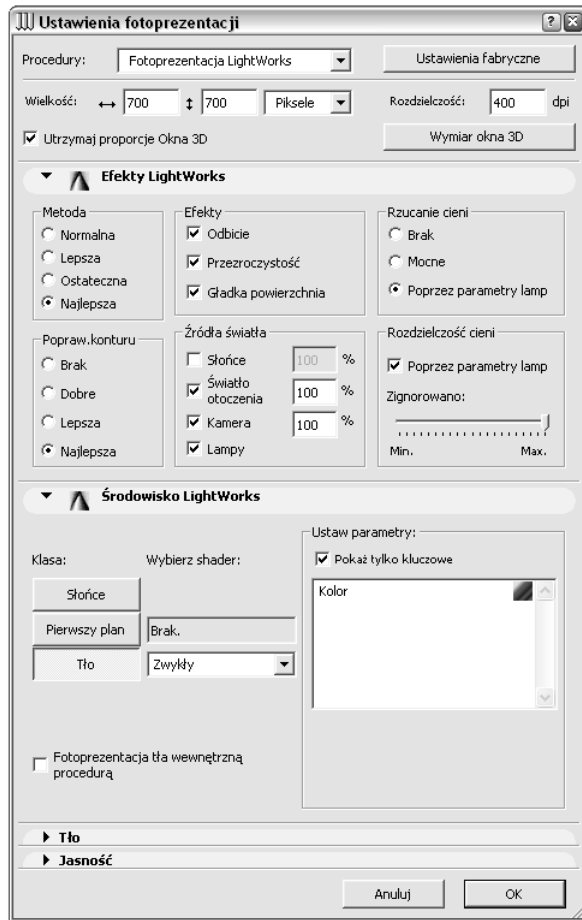 Ustawienia fotoprezentacji
Procedury: Fotoprezentacja LightWorks Ustawienia fabryczne
Wielkość: 700 700 Piksele Rozdzielczość: 400 dpi
Utrzymaj proporcje Okna 3D Wymiar okna 3D
Efekty LightWorks
Metoda
Normalna
Lepsza
Ostateczna
Najlepsza
Efekty
Odbicie
Przezroczystość
Gładka powierzchnia
Rzucanie cieni
Brak
Mocne
Poprzez parametry lamp
Popraw.konturu
Brak
Dobre
Lepsza
Najlepsza
Źródła światła
Słońce 100 %
Światło
otoczenia 100 %
Kamera 100 %
Lampy
Rozdzielczość cieni
Poprzez parametry lamp
Zignorowano:
Min. Max.
Środowisko LightWorks
Klasa: Wybierz shader:
Słońce
Pierwszy plan Brak.
Tło Zwykły
Fotoprezentacja tła wewnętrzną
procedurą
Ustaw parametry:
Pokaż tylko kluczowe
Kolor
Tło
Jasność
Anuluj OK